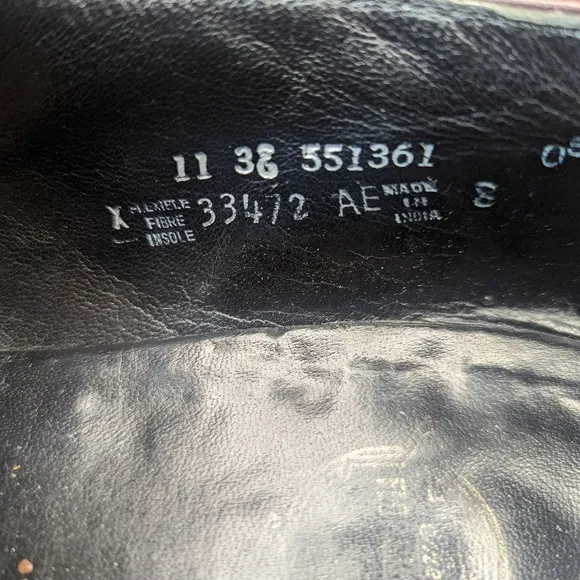 11 38 551361
X FIBRE INSOLE 33472 AE MADE IN INDIA 8